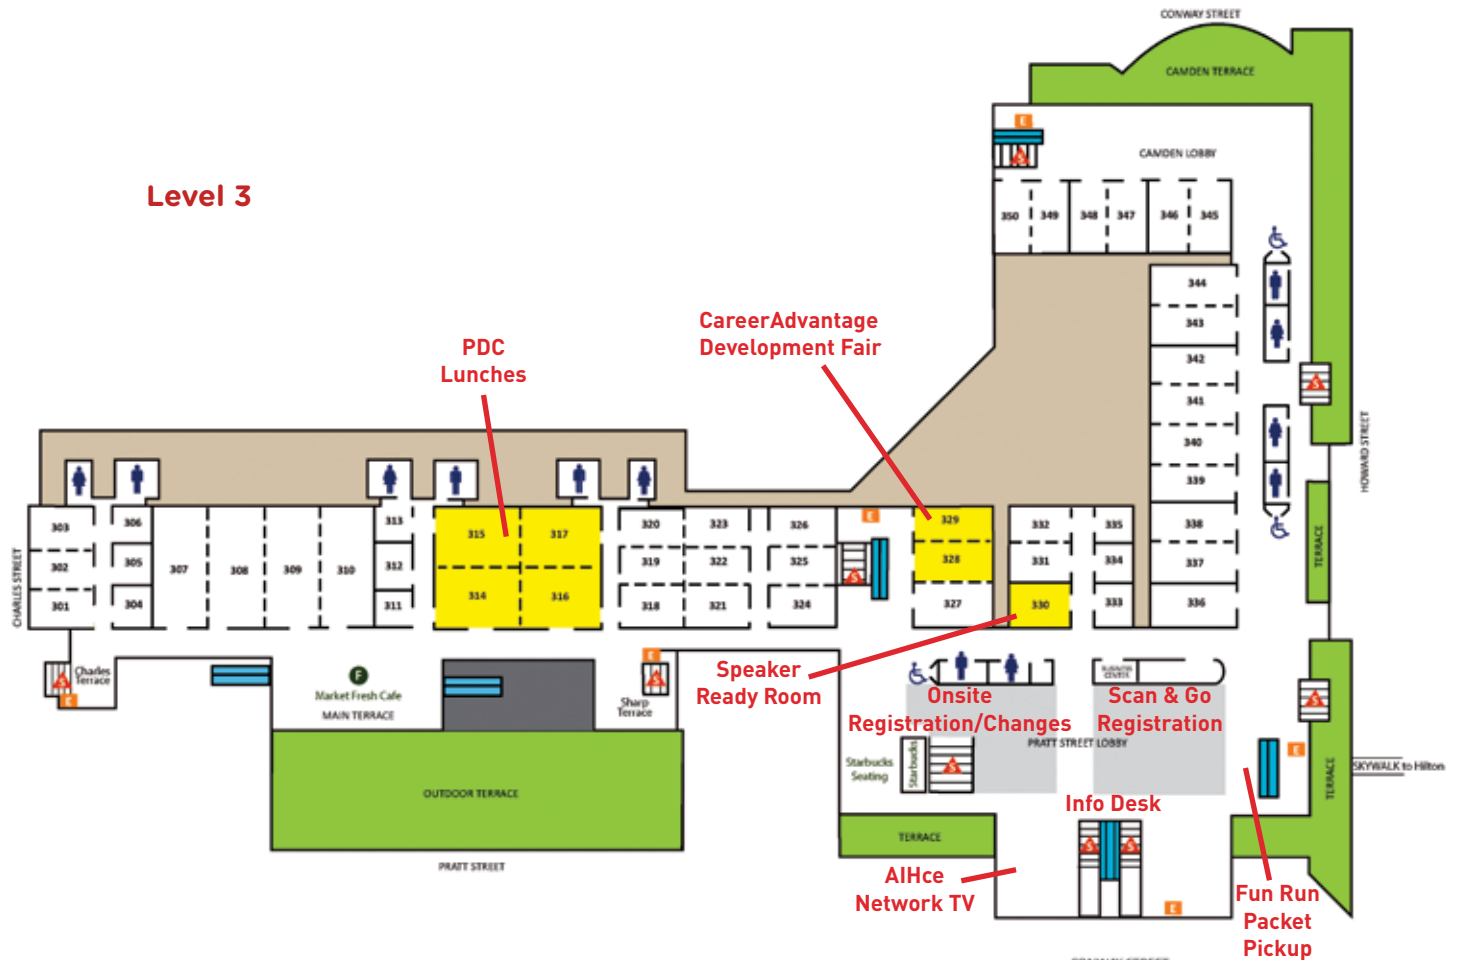 CONWAY STREET
CAMDEN TERRACE
E
S
CAMDEN LOBBY
Level 3
350 349 348 347 346 345
344
343
342
341
340
339
338
337
336
S
HOWARD STREET
TERRACE
CareerAdvantage
Development Fair
PDC
Lunches
CHARLES STREET
303
302
301
306
305
304
307 308 309 310
313
312
311
315 317
314 316
320 323 326
319 322 325
318 321 324
E
S
329
328
327
332
331
330
335
334
333
S
Charles
Terrace
E
F
Market Fresh Cafe
MAIN TERRACE
E
S
Sharp
Terrace
Speaker
Ready Room
BUSINESS
CENTER
Onsite
Registration/Changes
Scan & Go
Registration
PRATT STREET LOBBY
Starbucks
Seating
Starbucks
S
S
E
TERRACE
SKYWALK to Hilton
OUTDOOR TERRACE
PRATT STREET
Info Desk
TERRACE
S S
AIHce
Network TV
E
Fun Run
Packet
Pickup